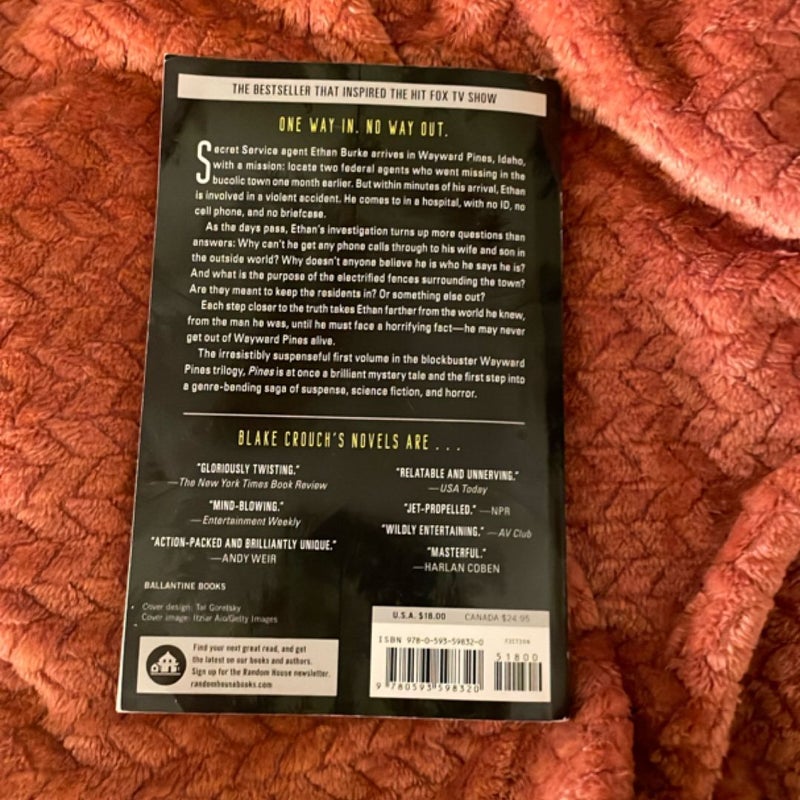 THE BESTSELLER THAT INSPIRED THE HIT FOX TV SHOW
ONE WAY IN. NO WAY OUT.
Secret Service agent Ethan Burke arrives in Wayward Pines, Idaho,
with a mission: locate two federal agents who went missing in the
bucolic town one month earlier. But within minutes of his arrival, Ethan
is involved in a violent accident. He comes to in a hospital, with no ID, no
cell phone, and no briefcase.
As the days pass, Ethan's investigation turns up more questions than
answers: Why can't he get any phone calls through to his wife and son in
the outside world? Why doesn't anyone believe he is who he says he is?
And what is the purpose of the electrified fences surrounding the town?
Are they meant to keep the residents in? Or something else out?
Each step closer to the truth takes Ethan farther from the world he knew,
from the man he was, until he must face a horrifying fact—he may never
get out of Wayward Pines alive.
The irresistibly suspenseful first volume in the blockbuster Wayward
Pines trilogy, Pines is at once a brilliant mystery tale and the first step into
a genre-bending saga of suspense, science fiction, and horror.
BLAKE CROUCH'S NOVELS ARE . . .
"GLORIOUSLY TWISTING."
—The New York Times Book Review
"MIND-BLOWING."
—Entertainment Weekly
"ACTION-PACKED AND BRILLIANTLY UNIQUE."
—ANDY WEIR
"RELATABLE AND UNNERVING."
—USA Today
"JET-PROPELLED." —NPR
"WILDLY ENTERTAINING." —AV Club
"MASTERFUL."
—HARLAN COBEN
BALLANTINE BOOKS
Cover design: Tal Goretsky
Cover image: Itziar Aio/Getty Images
Find your next great read, and get
the latest on our books and authors.
Sign up for the Random House newsletter.
randomhousebooks.com
U.S.A. $18.00 CANADA $24.95
ISBN 978-0-593-59832-0
51800
9 780593 598320